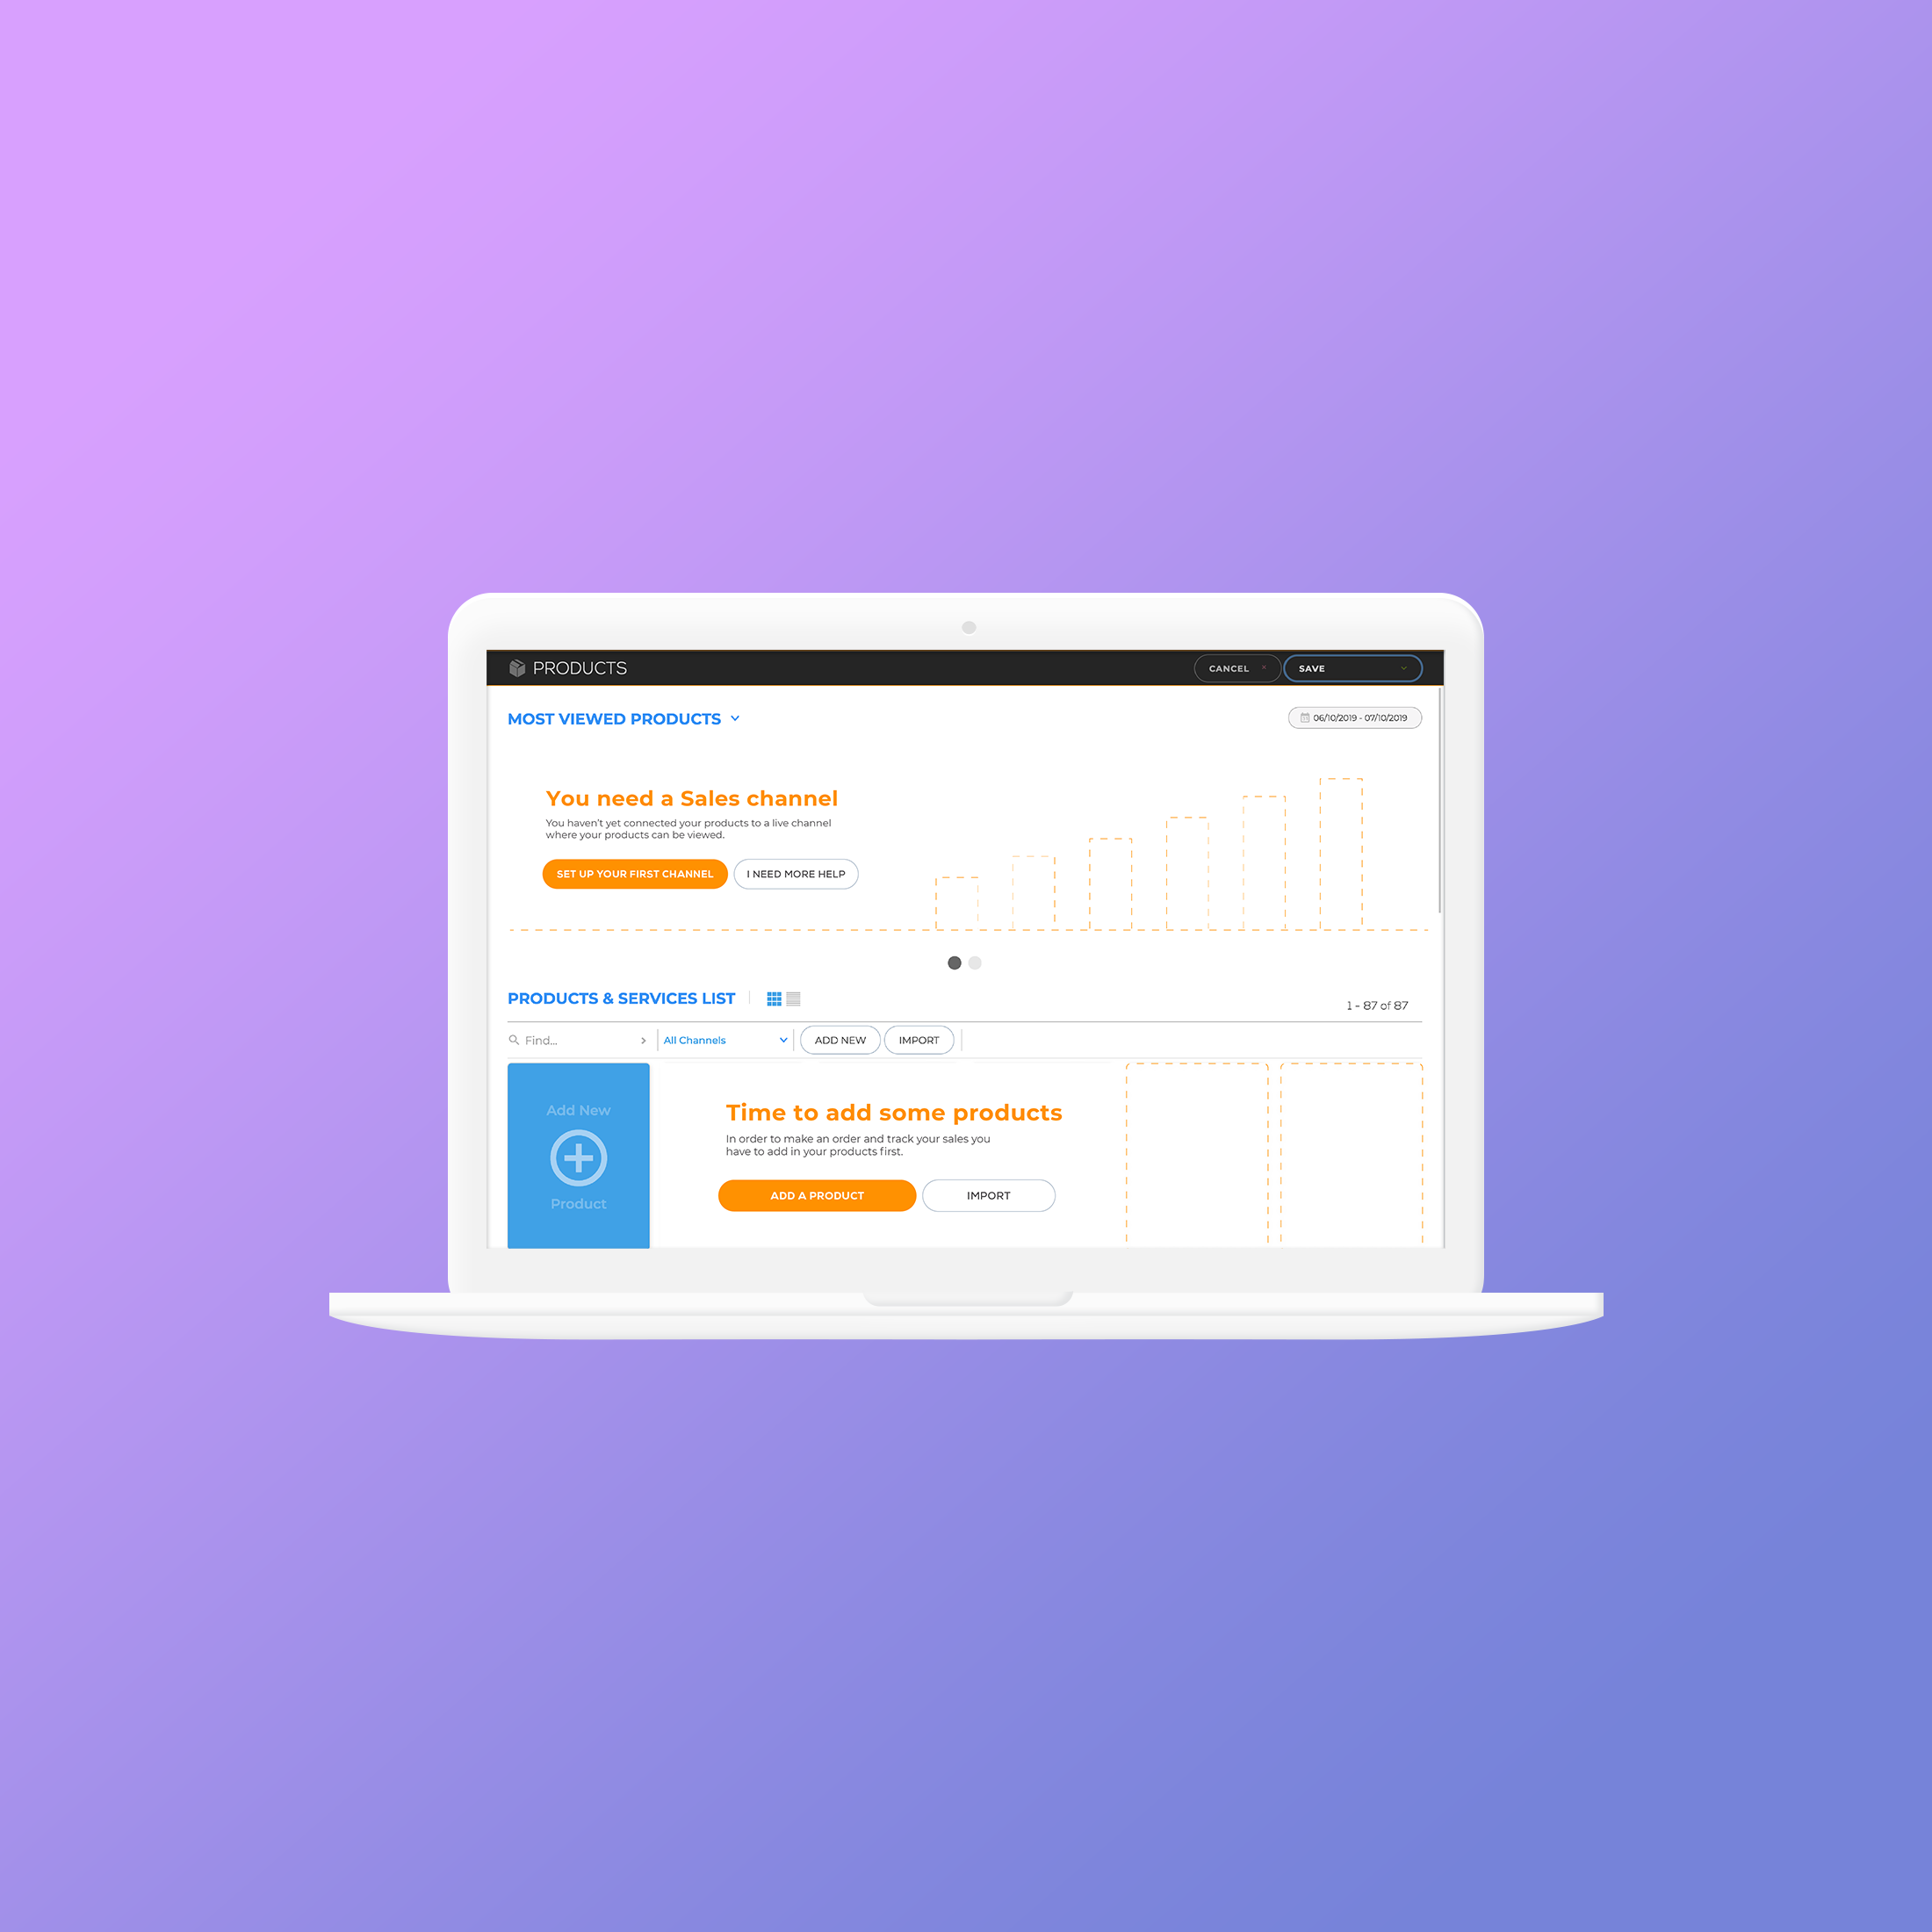 PRODUCTS
CANCEL ×
SAVE
MOST VIEWED PRODUCTS
06/10/2019 - 07/10/2019
You need a Sales channel
You haven't yet connected your products to a live channel
where your products can be viewed.
SET UP YOUR FIRST CHANNEL
I NEED MORE HELP
PRODUCTS & SERVICES LIST
1 - 87 of 87
Find...
All Channels
ADD NEW
IMPORT
Add New
Product
Time to add some products
In order to make an order and track your sales you
have to add in your products first.
ADD A PRODUCT
IMPORT